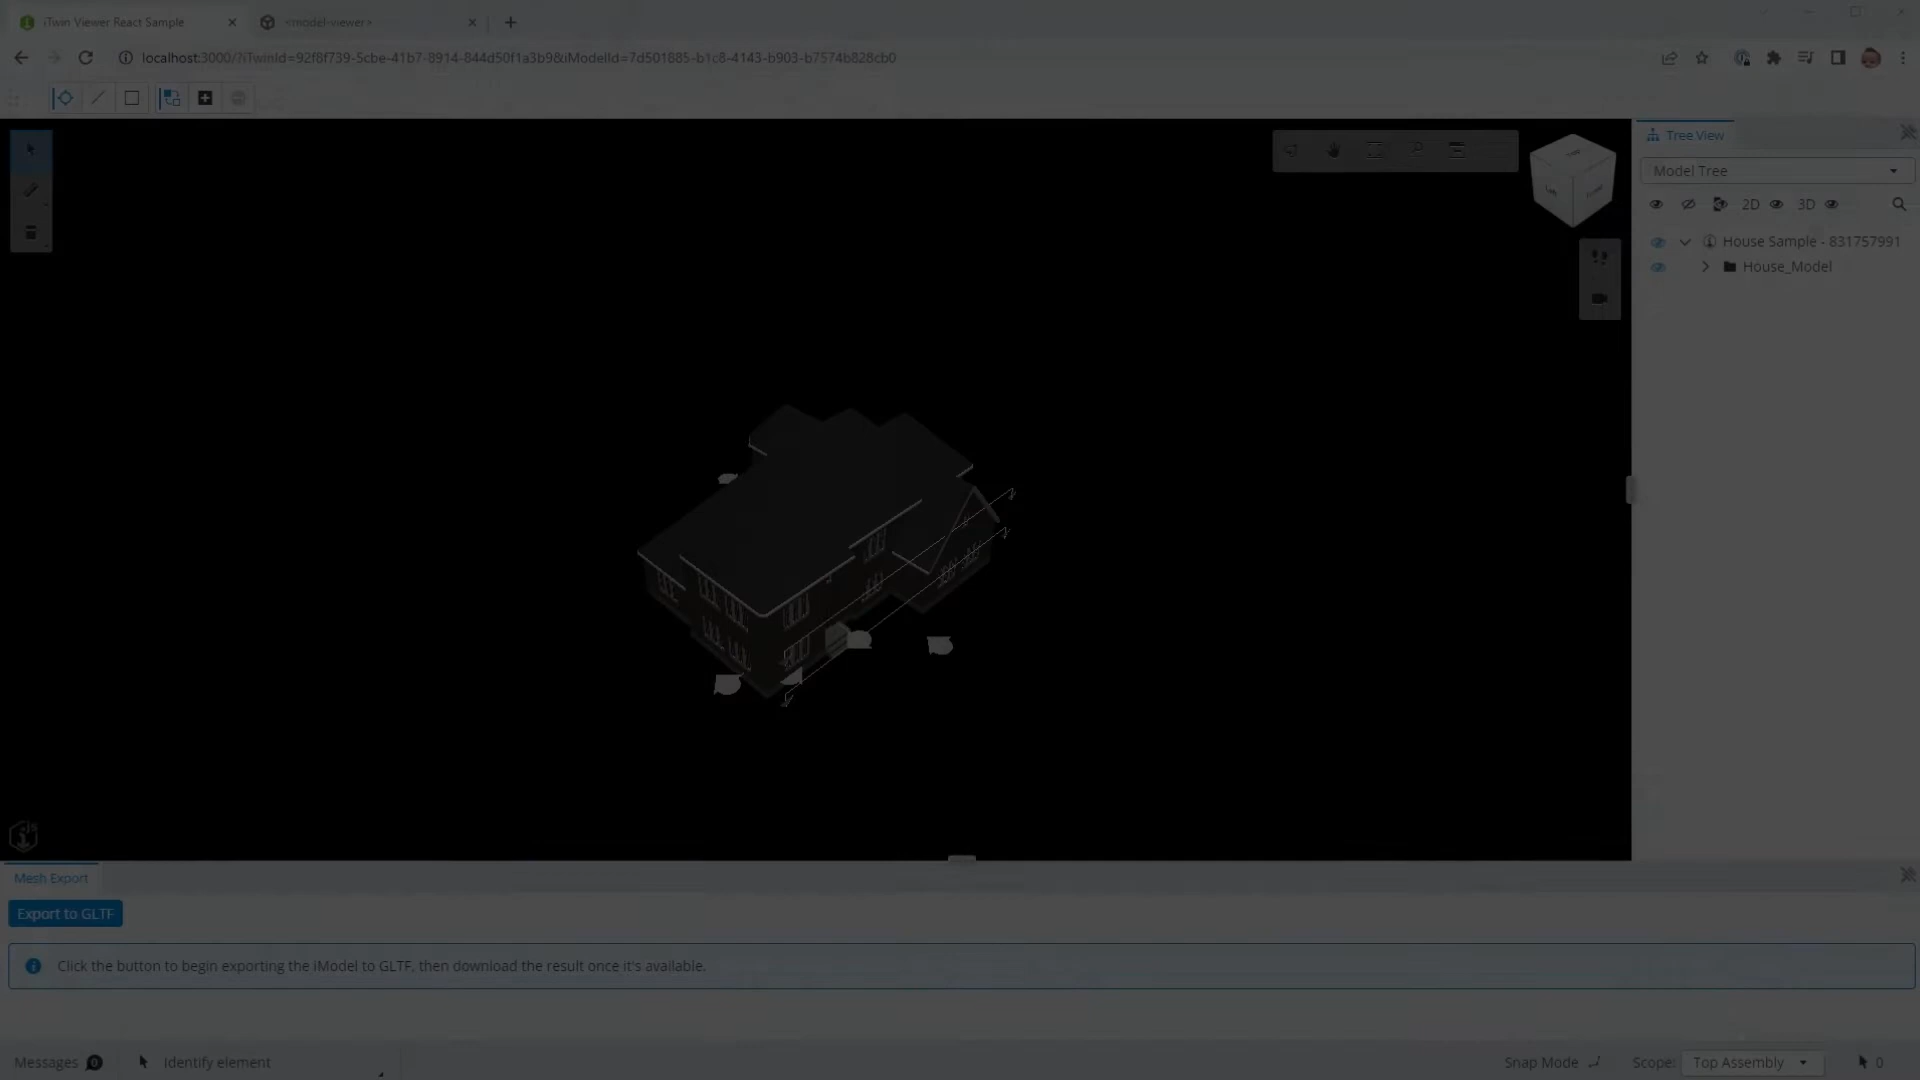 iTwin Viewer React Sample
<model-viewer>
localhost:3000/?iTwinId=92f8f739-5cbe-41b7-8914-844d50f1a3b98&iModelId=7d501885-b1c8-4143-b903-b7574b828cb0
Tree View
Model Tree
2D
3D
House Sample - 831757991
House_Model
Mesh Export
Export to GLTF
Click the button to begin exporting the iModel to GLTF, then download the result once it's available.
Messages 0
Identify element
Snap Mode
Scope: Top Assembly
0